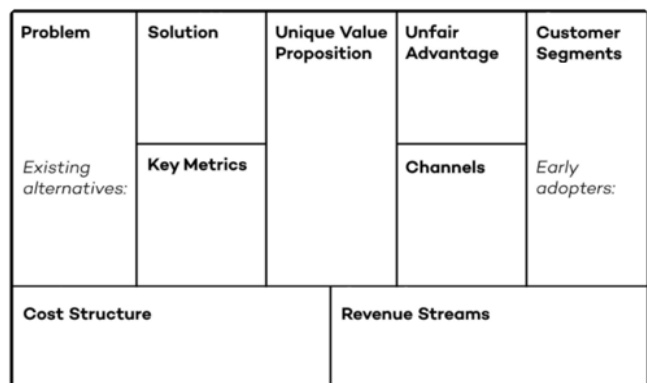 Problem
Existing
alternatives:
Solution
Key Metrics
Unique Value
Proposition
Unfair
Advantage
Channels
Customer
Segments
Early
adopters:
Cost Structure
Revenue Streams